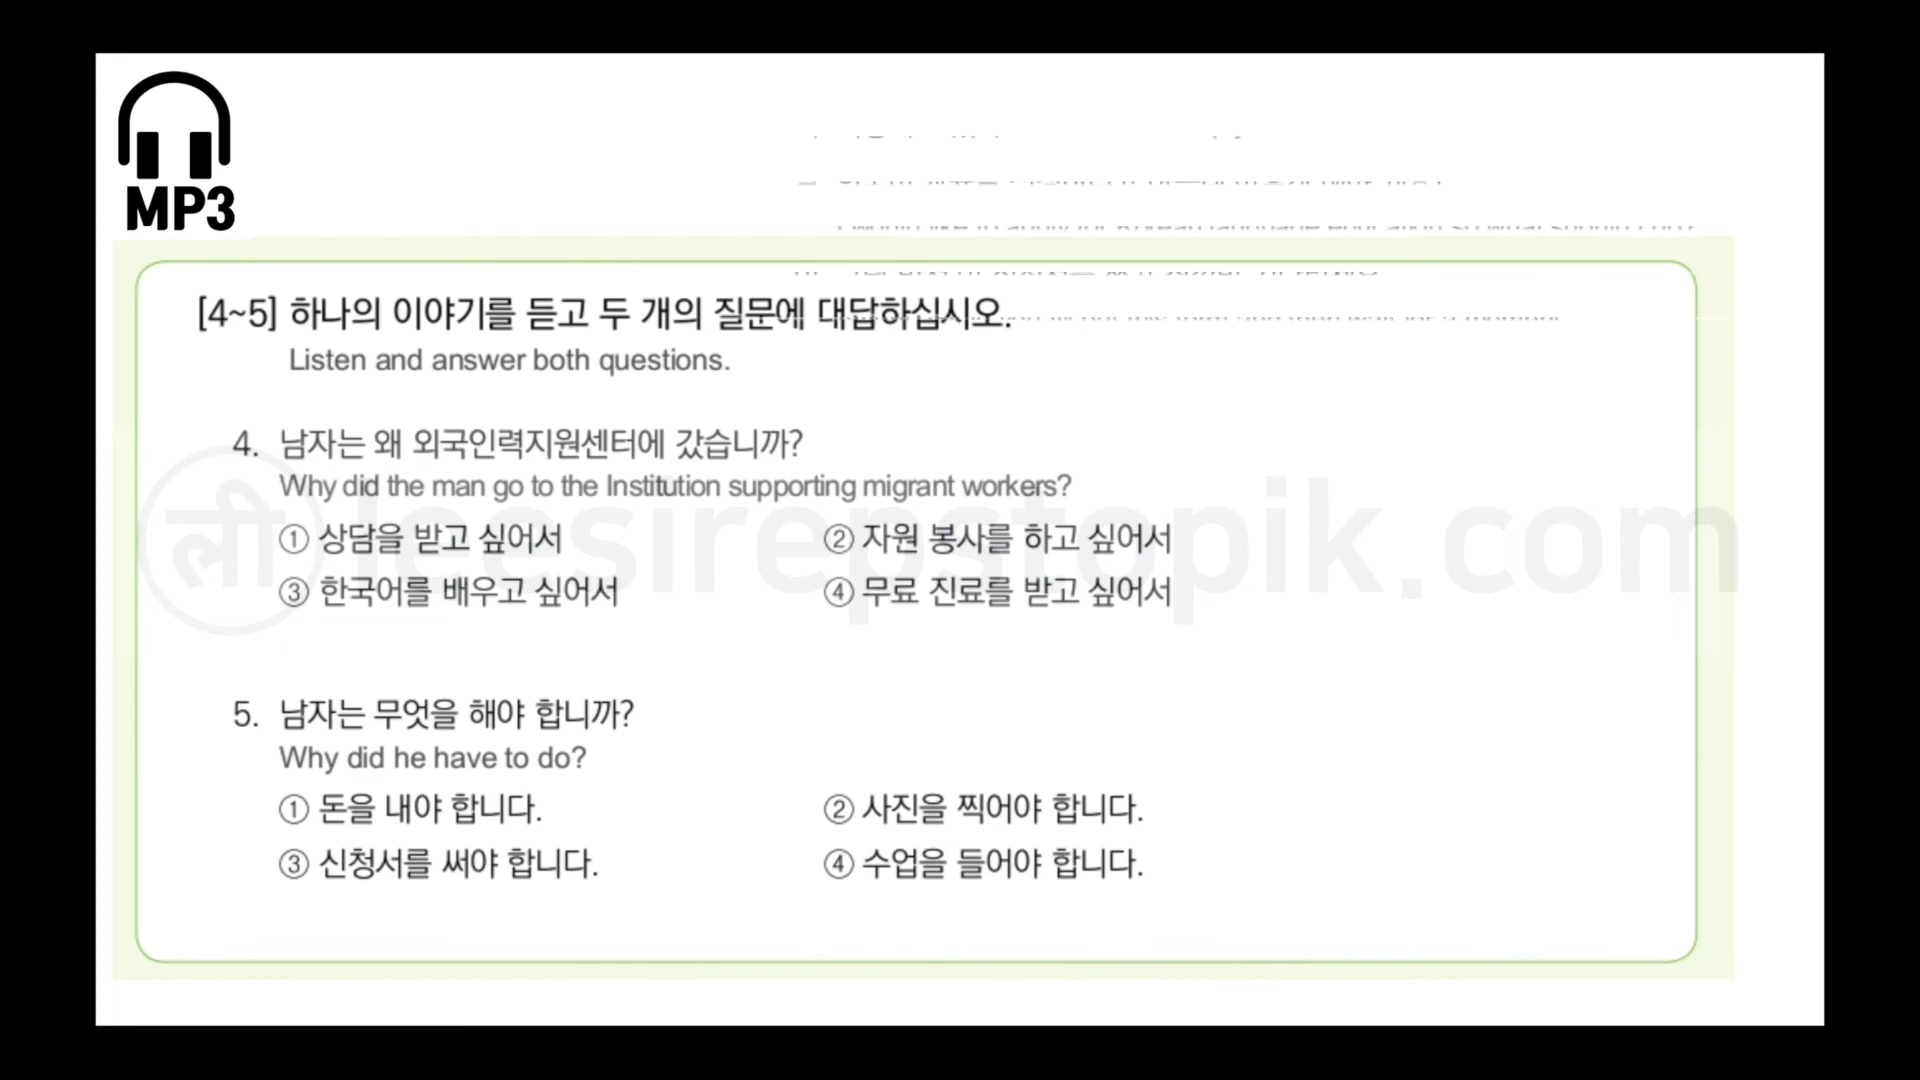 MP3
[4~5] 하나의 이야기를 듣고 두 개의 질문에 대답하십시오.
Listen and answer both questions.
4. 남자는 왜 외국인력지원센터에 갔습니까?
Why did the man go to the Institution supporting migrant workers?
① 상담을 받고 싶어서 ② 자원 봉사를 하고 싶어서
③ 한국어를 배우고 싶어서 ④ 무료 진료를 받고 싶어서
ली leesirepstopik.com
5. 남자는 무엇을 해야 합니까?
Why did he have to do?
① 돈을 내야 합니다. ② 사진을 찍어야 합니다.
③ 신청서를 써야 합니다. ④ 수업을 들어야 합니다.